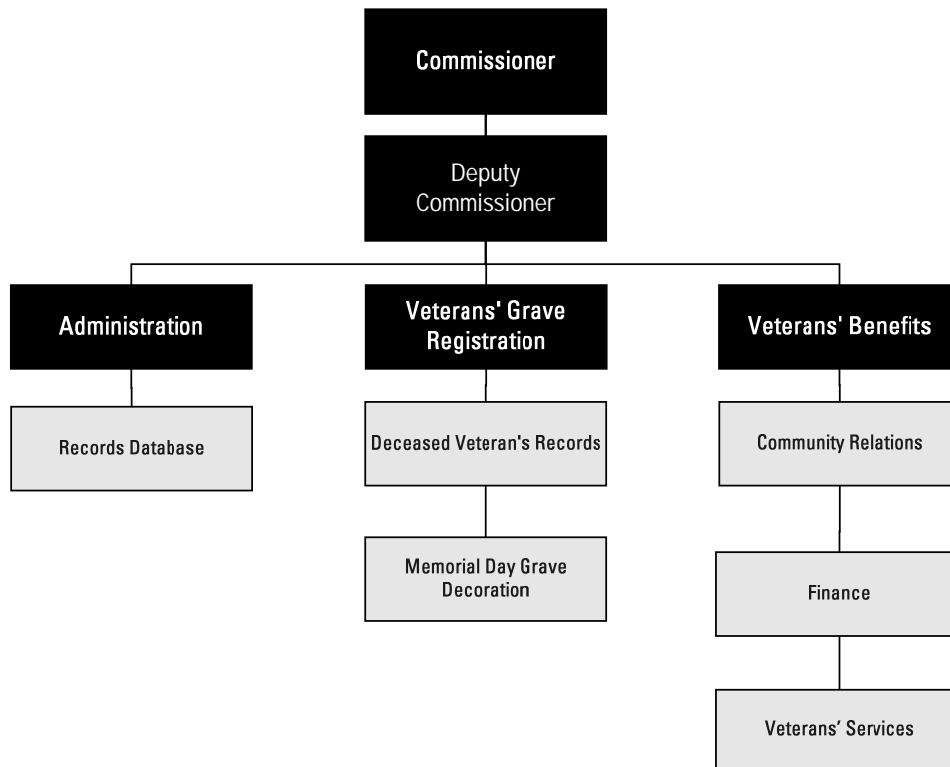 Commissioner
Deputy
Commissioner
Administration
Veterans' Grave
Registration
Veterans' Benefits
Records Database
Deceased Veteran's Records
Community Relations
Memorial Day Grave
Decoration
Finance
Veterans’ Services